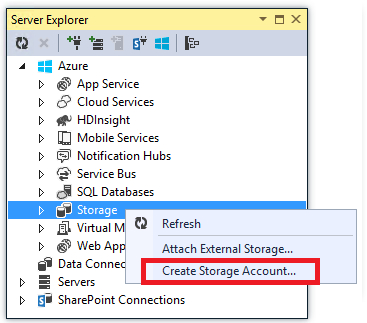 Server Explorer
Azure
App Service
Cloud Services
HDInsight
Mobile Services
Notification Hubs
Service Bus
SQL Databases
Storage
Virtual M
Web App
Data Connec
Servers
SharePoint Connections
Refresh
Attach External Storage...
Create Storage Account...